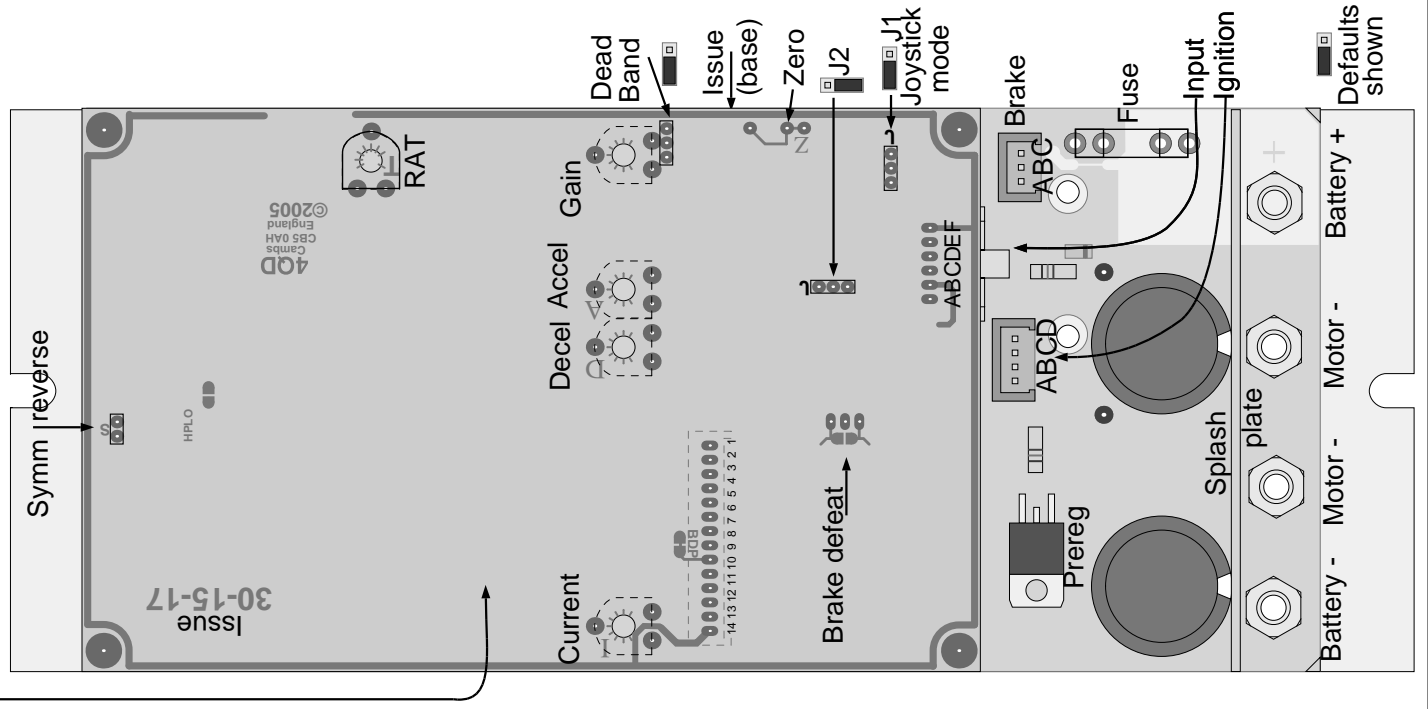 Symm reverse
S
HPLO
RAT
©2005
England
CB5 0AH
Cambs
4QD
Issue
30-15-17
Dead
Band
Issue
(base)
Zero
Z
J2
J1
Joystick
mode
Gain
Accel
A
Decel
D
Current
I
BDP
14 13 12 11 10 9 8 7 6 5 4 3 2 1
Brake defeat
ABCDEF
Brake
ABC
Fuse
Input
Ignition
ABCD
Prereg
Splash
plate
Defaults
shown
+
Battery +
Motor -
Motor -
Battery -